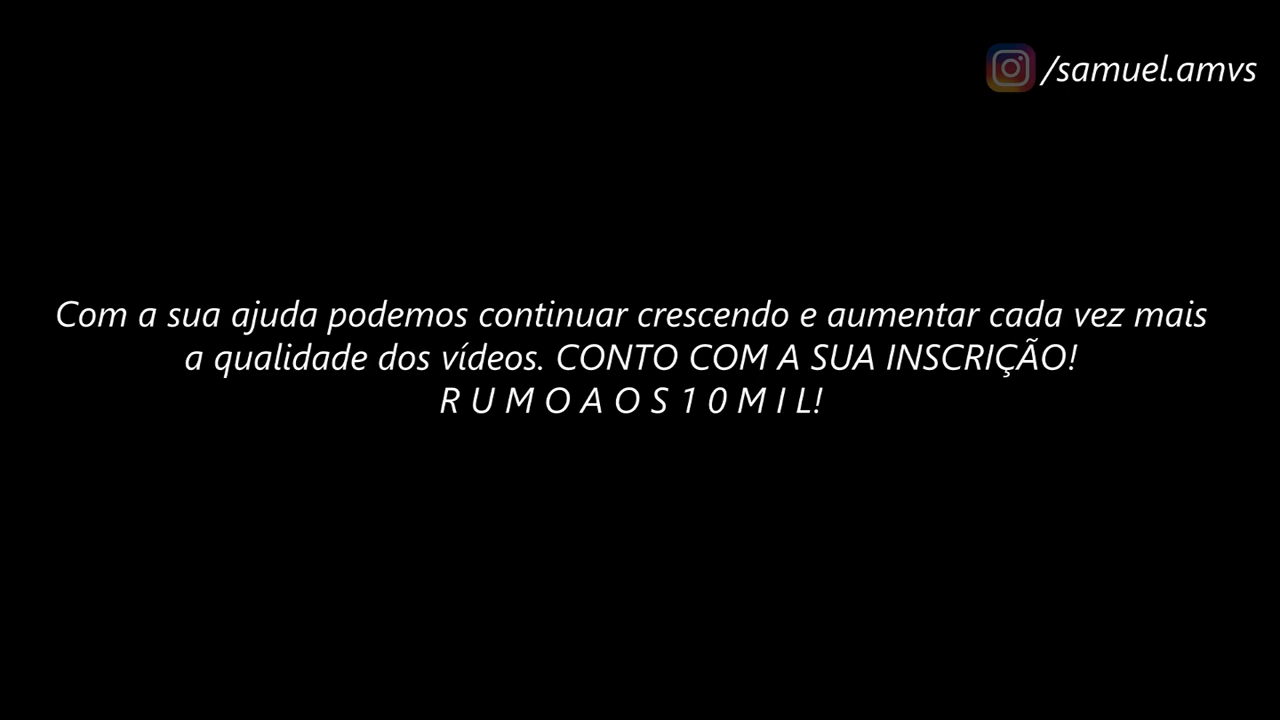 /samuel.amvs
Com a sua ajuda podemos continuar crescendo e aumentar cada vez mais
a qualidade dos vídeos. CONTO COM A SUA INSCRIÇÃO!
R U M O A O S 1 0 M I L!